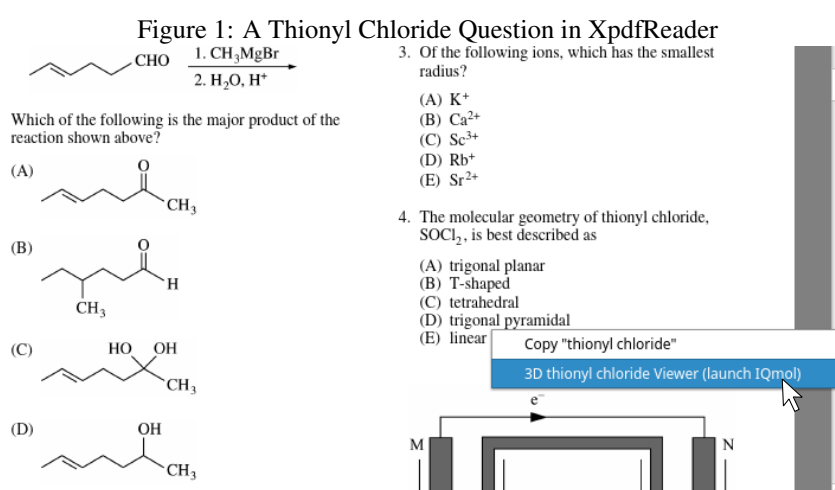 Figure 1: A Thionyl Chloride Question in XpdfReader
CHO
1. CH₃MgBr
2. H₂O, H⁺
Which of the following is the major product of the
reaction shown above?
(A)
O
CH₃
(B)
O
H
CH₃
(C)
HO OH
CH₃
(D)
OH
CH₃
3. Of the following ions, which has the smallest
radius?
(A) K⁺
(B) Ca²⁺
(C) Sc³⁺
(D) Rb⁺
(E) Sr²⁺
4. The molecular geometry of thionyl chloride,
SOCl₂, is best described as
(A) trigonal planar
(B) T-shaped
(C) tetrahedral
(D) trigonal pyramidal
(E) linear
Copy "thionyl chloride"
3D thionyl chloride Viewer (launch IQmol)
e⁻
M
N